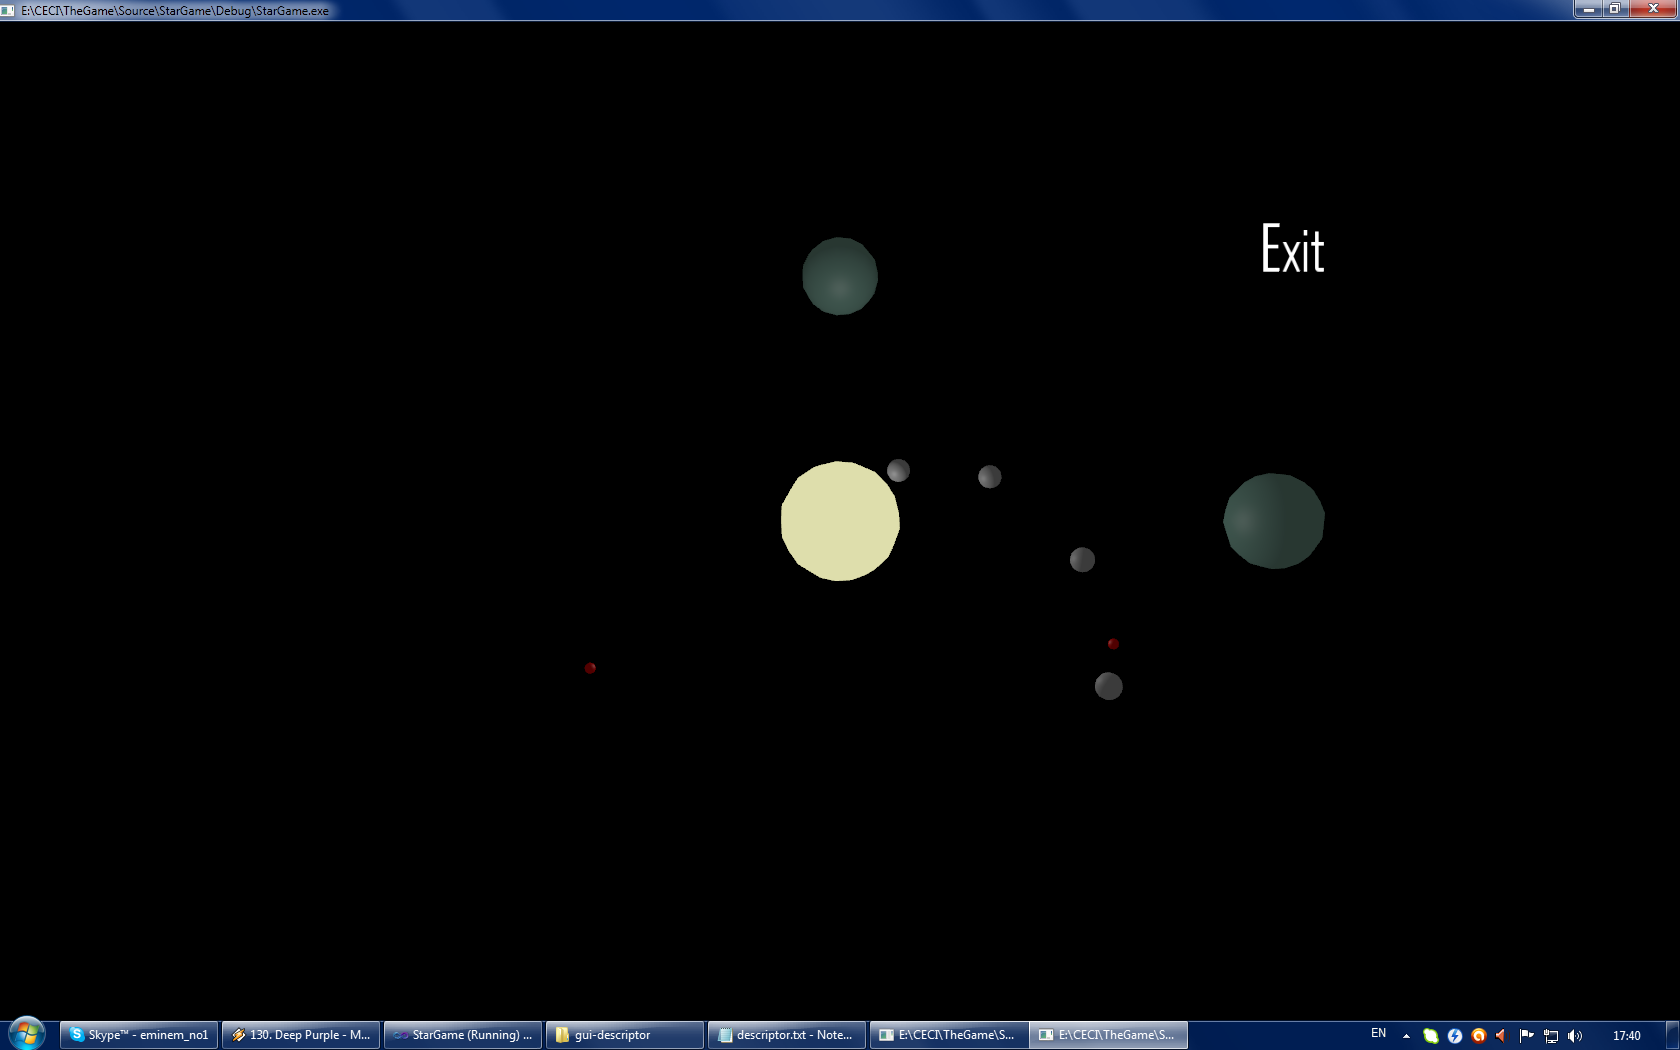 E:\CECI\TheGame\Source\StarGame\Debug\StarGame.exe
Exit
Skype™ - eminem_no1
130. Deep Purple - M...
StarGame (Running) ...
gui-descriptor
descriptor.txt - Note...
E:\CECI\TheGame\S...
E:\CECI\TheGame\S...
EN
17:40